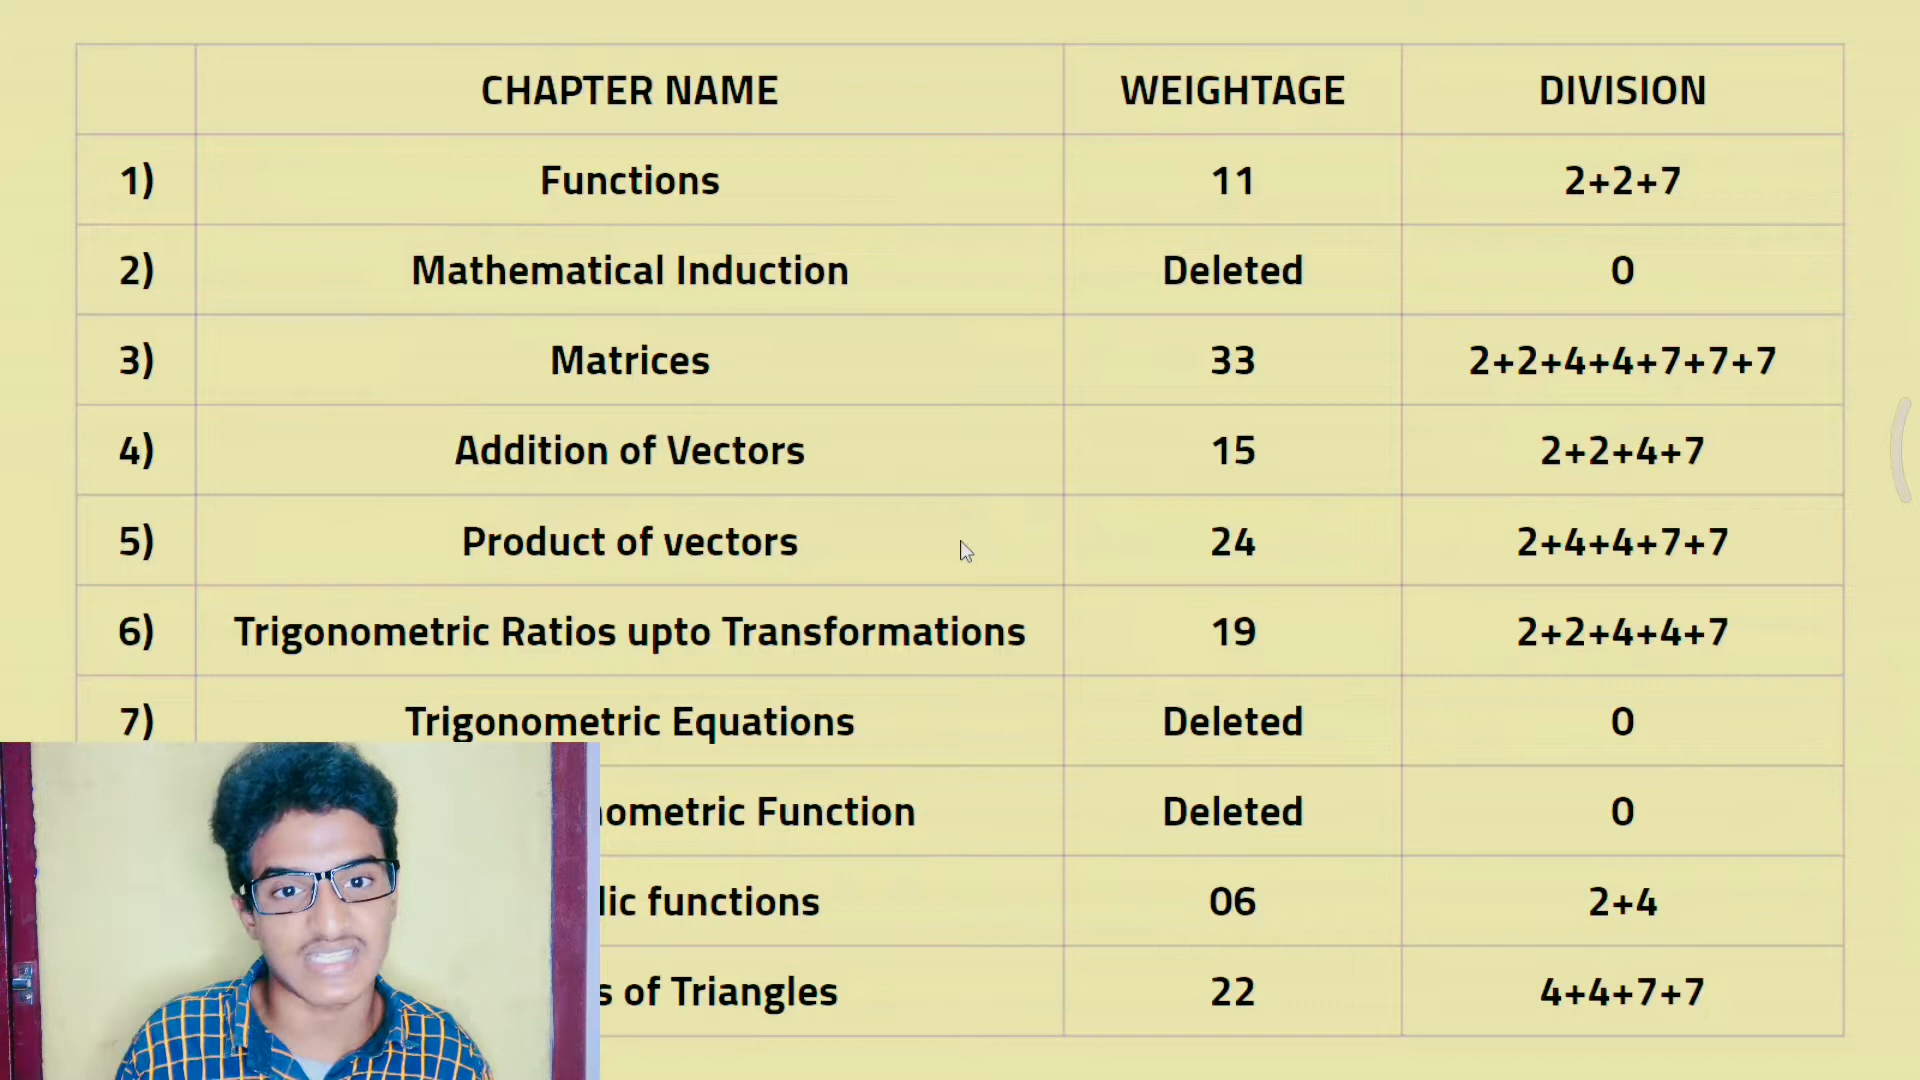 CHAPTER NAME WEIGHTAGE DIVISION
1) Functions 11 2+2+7
2) Mathematical Induction Deleted 0
3) Matrices 33 2+2+4+4+7+7+7
4) Addition of Vectors 15 2+2+4+7
5) Product of vectors 24 2+4+4+7+7
6) Trigonometric Ratios upto Transformations 19 2+2+4+4+7
7) Trigonometric Equations Deleted 0
Function Deleted 0
functions 06 2+4
of Triangles 22 4+4+7+7